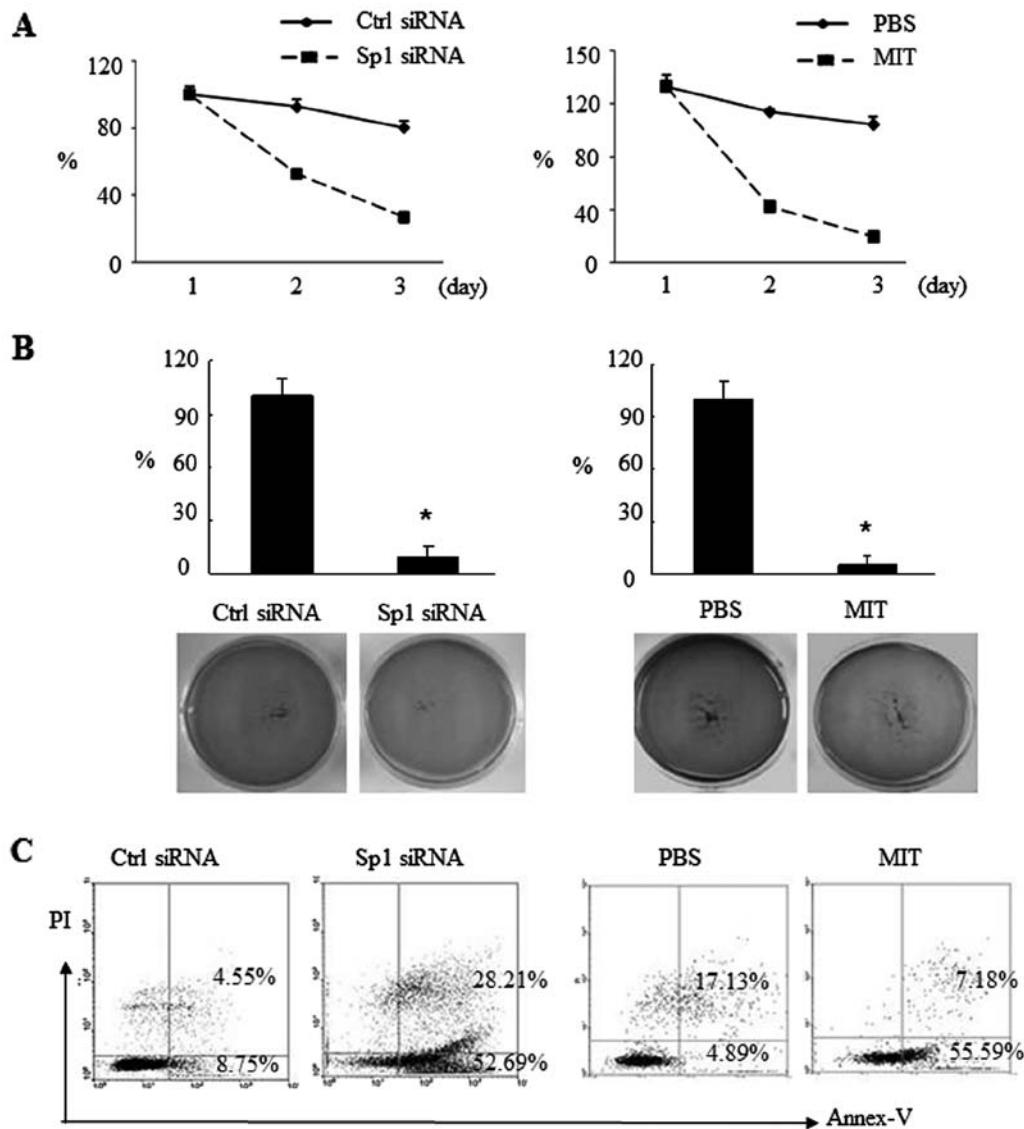 A
Ctrl siRNA
Sp1 siRNA
120
80
%
40
0
1 2 3 (day)
PBS
MIT
150
120
%
80
40
0
1 2 3 (day)
B
120
90
%
60
30
0
*
Ctrl siRNA Sp1 siRNA
120
90
%
60
30
0
*
PBS MIT
C
Ctrl siRNA Sp1 siRNA PBS MIT
PI
4.55%
8.75%
28.21%
52.69%
17.13%
4.89%
7.18%
55.59%
Annex-V